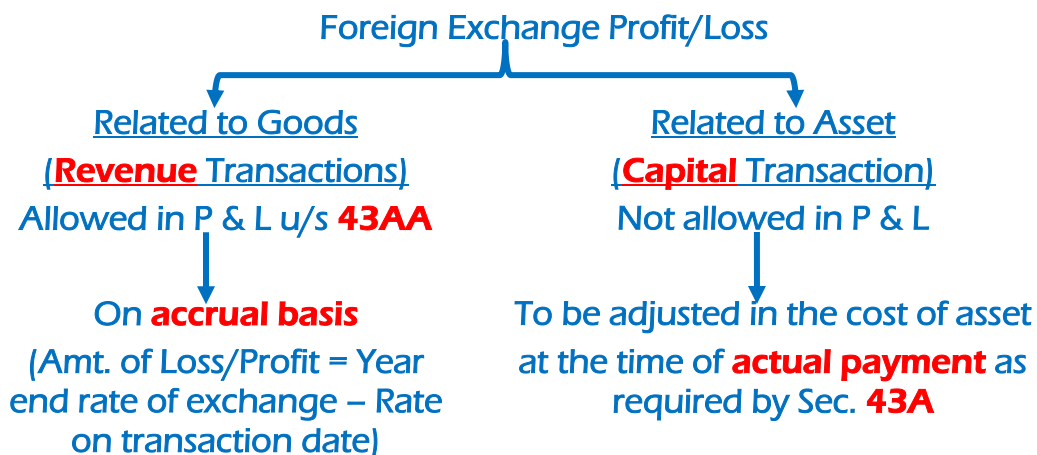 Foreign Exchange Profit/Loss
Related to Goods
(Revenue Transactions)
Allowed in P & L u/s 43AA
On accrual basis
(Amt. of Loss/Profit = Year
end rate of exchange – Rate
on transaction date)
Related to Asset
(Capital Transaction)
Not allowed in P & L
To be adjusted in the cost of asset
at the time of actual payment as
required by Sec. 43A